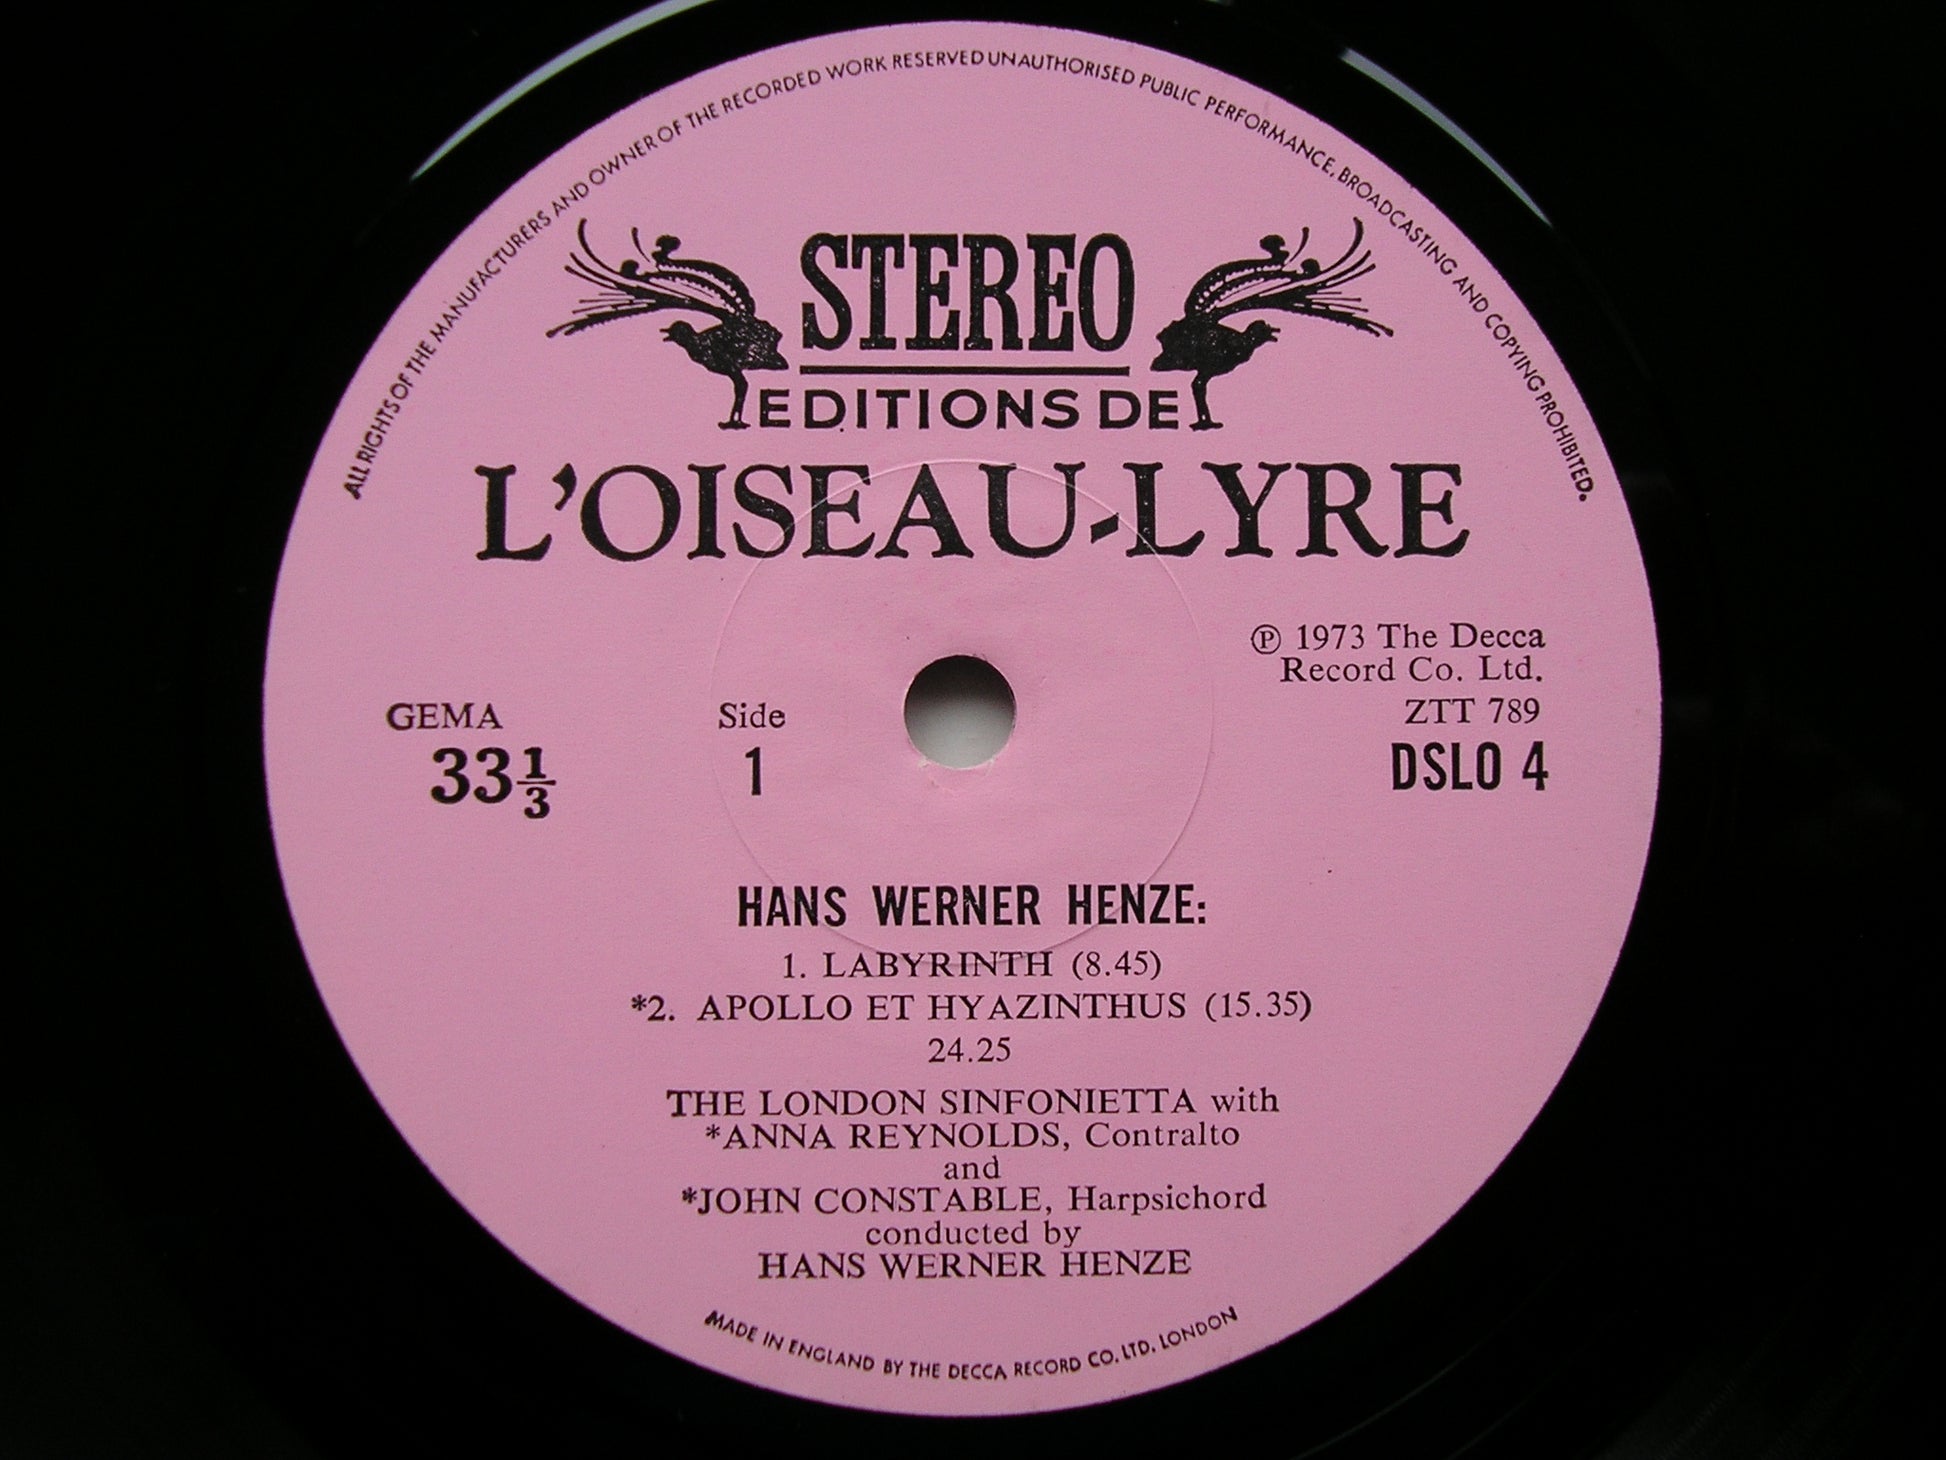 ALL RIGHTS OF THE MANUFACTURERS AND OWNER OF THE RECORDED WORK RESERVED UNAUTHORISED PUBLIC PERFORMANCE, BROADCASTING AND COPYING PROHIBITED.
STEREO
EDITIONS DE
L'OISEAU-LYRE
℗ 1973 The Decca
Record Co. Ltd.
ZTT 789
DSLO 4
GEMA
33 1/3
Side
1
HANS WERNER HENZE:
1. LABYRINTH (8.45)
*2. APOLLO ET HYAZINTHUS (15.35)
24.25
THE LONDON SINFONIETTA with
*ANNA REYNOLDS, Contralto
and
*JOHN CONSTABLE, Harpsichord
conducted by
HANS WERNER HENZE
MADE IN ENGLAND BY THE DECCA RECORD CO. LTD. LONDON